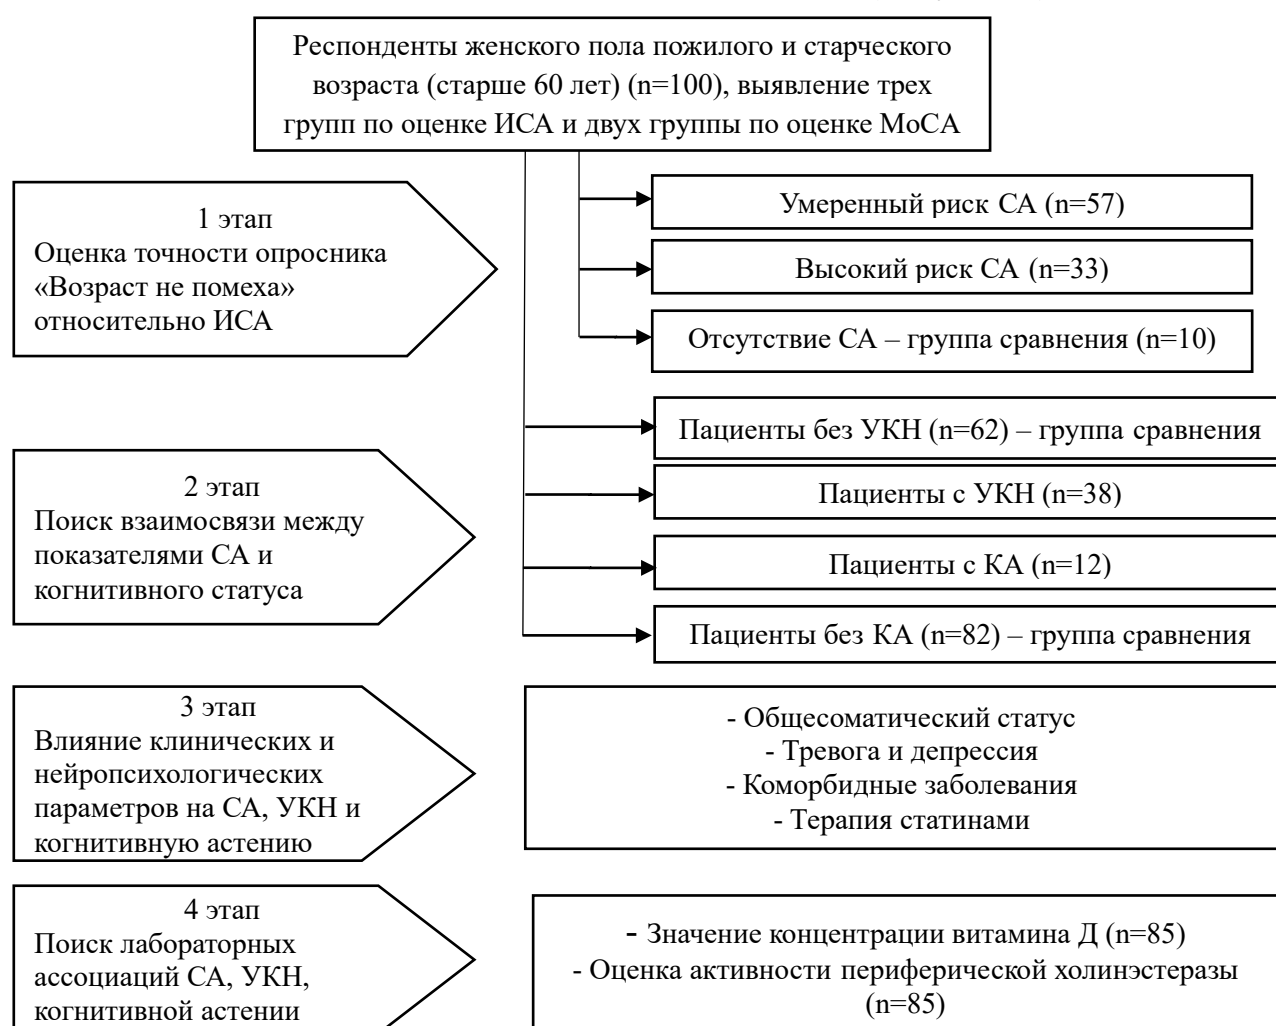 Респонденты женского пола пожилого и старческого
возраста (старше 60 лет) (n=100), выявление трех
групп по оценке ИСА и двух группы по оценке МоСА
1 этап
Оценка точности опросника
«Возраст не помеха»
относительно ИСА
Умеренный риск СА (n=57)
Высокий риск СА (n=33)
Отсутствие СА – группа сравнения (n=10)
2 этап
Поиск взаимосвязи между
показателями СА и
когнитивного статуса
Пациенты без УКН (n=62) – группа сравнения
Пациенты с УКН (n=38)
Пациенты с КА (n=12)
Пациенты без КА (n=82) – группа сравнения
3 этап
Влияние клинических и
нейропсихологических
параметров на СА, УКН и
когнитивную астению
- Общесоматический статус
- Тревога и депрессия
- Коморбидные заболевания
- Терапия статинами
4 этап
Поиск лабораторных
ассоциаций СА, УКН,
когнитивной астении
- Значение концентрации витамина Д (n=85)
- Оценка активности периферической холинэстеразы
(n=85)